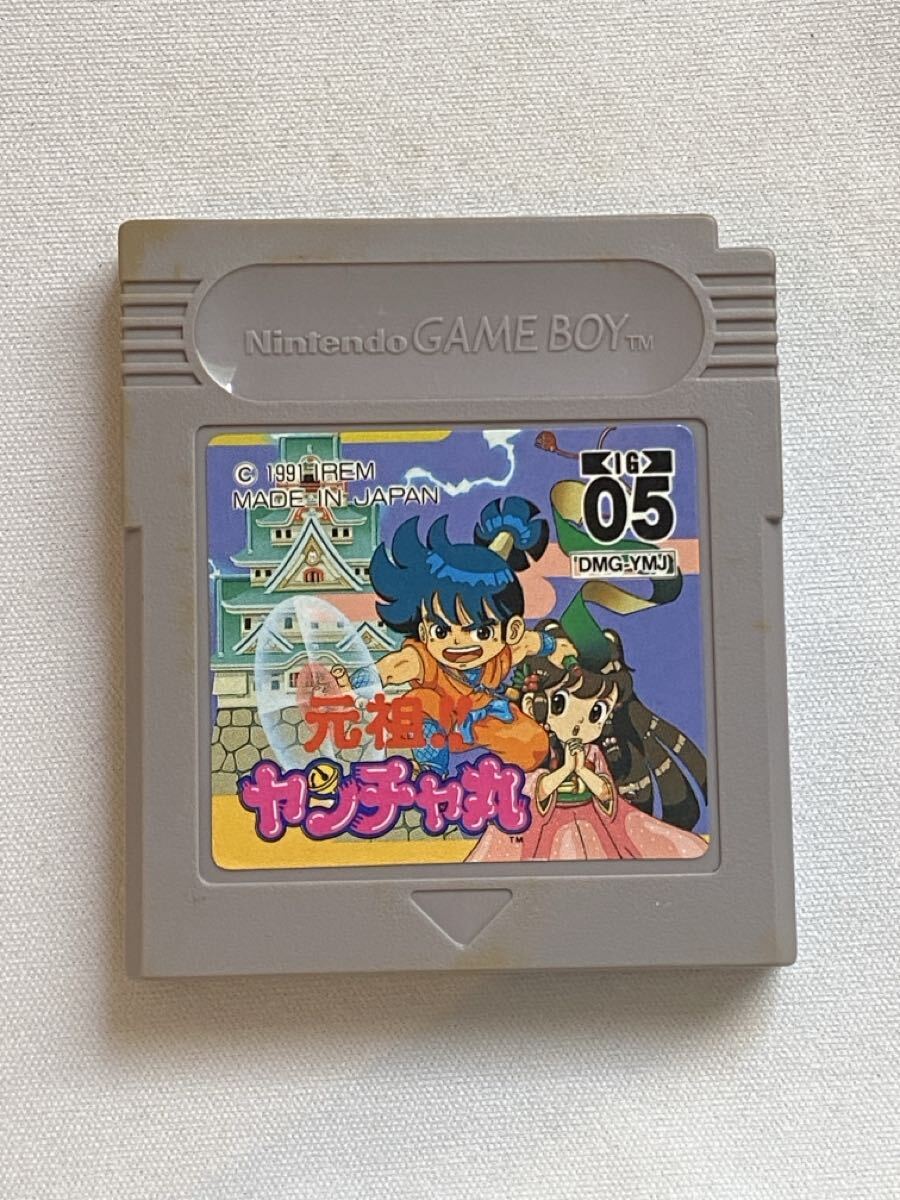 Nintendo GAME BOY™
© 1991 IREM
MADE IN JAPAN
IG
05
DMG-YMJ
元祖!!
ヤンチャ丸
™